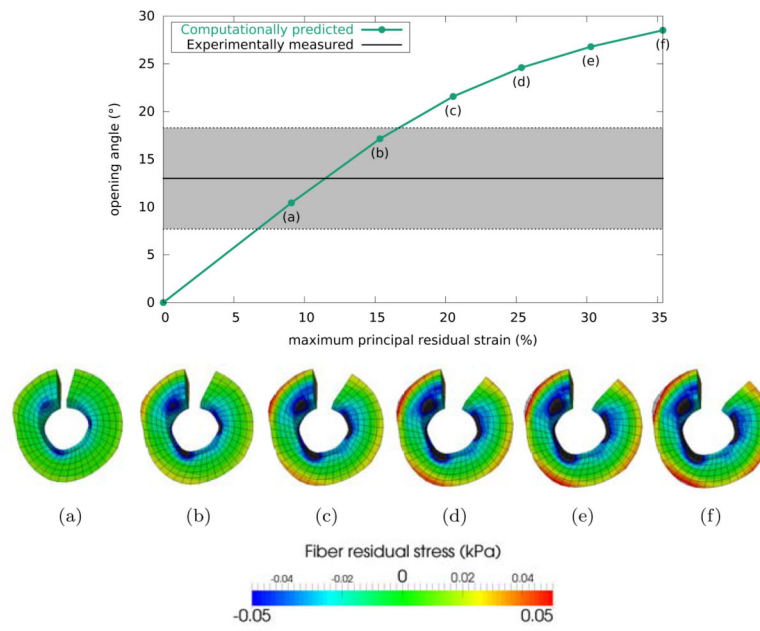 30
25
20
15
10
5
0
opening angle (°)
Computationally predicted
Experimentally measured
(a)
(b)
(c)
(d)
(e)
(f)
0 5 10 15 20 25 30 35
maximum principal residual strain (%)
(a) (b) (c) (d) (e) (f)
Fiber residual stress (kPa)
-0.04 -0.02 0 0.02 0.04
-0.05 0.05